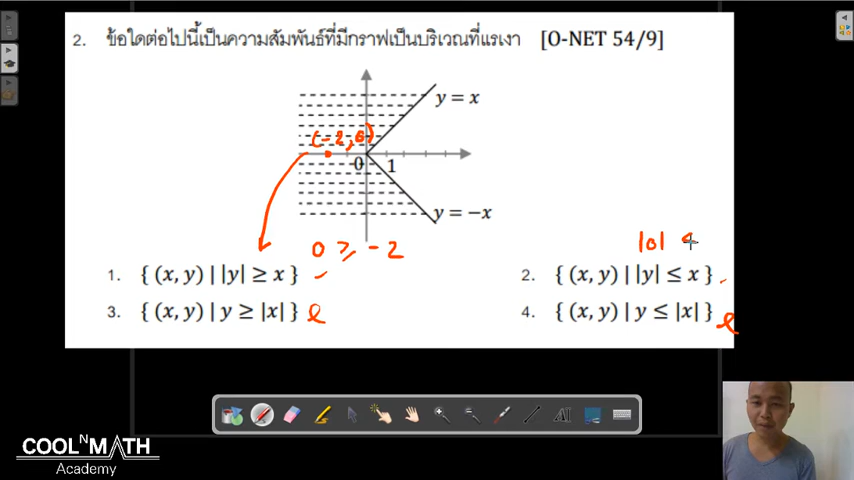 2. ข้อใดต่อไปนี้เป็นความสัมพันธ์ที่มีกราฟเป็นบริเวณที่แรเงา [O-NET 54/9]
y = x
(-2,0)
0 1
y = -x
0 ≥ -2
|0| ≤
1. { (x, y) | |y| ≥ x }
2. { (x, y) | |y| ≤ x }
3. { (x, y) | y ≥ |x| }
4. { (x, y) | y ≤ |x| }
COOL N MATH
Academy